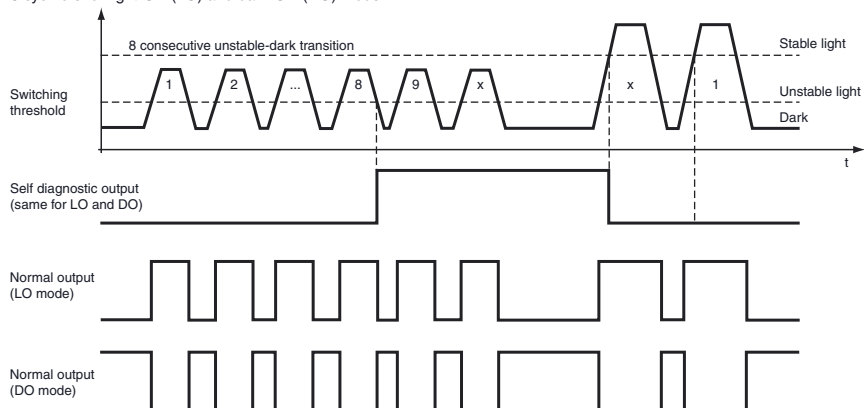 8 consecutive unstable-dark transition
Stable light
Switching
threshold
1
2
...
8
9
x
x
1
Unstable light
Dark
t
Self diagnostic output
(same for LO and DO)
Normal output
(LO mode)
Normal output
(DO mode)